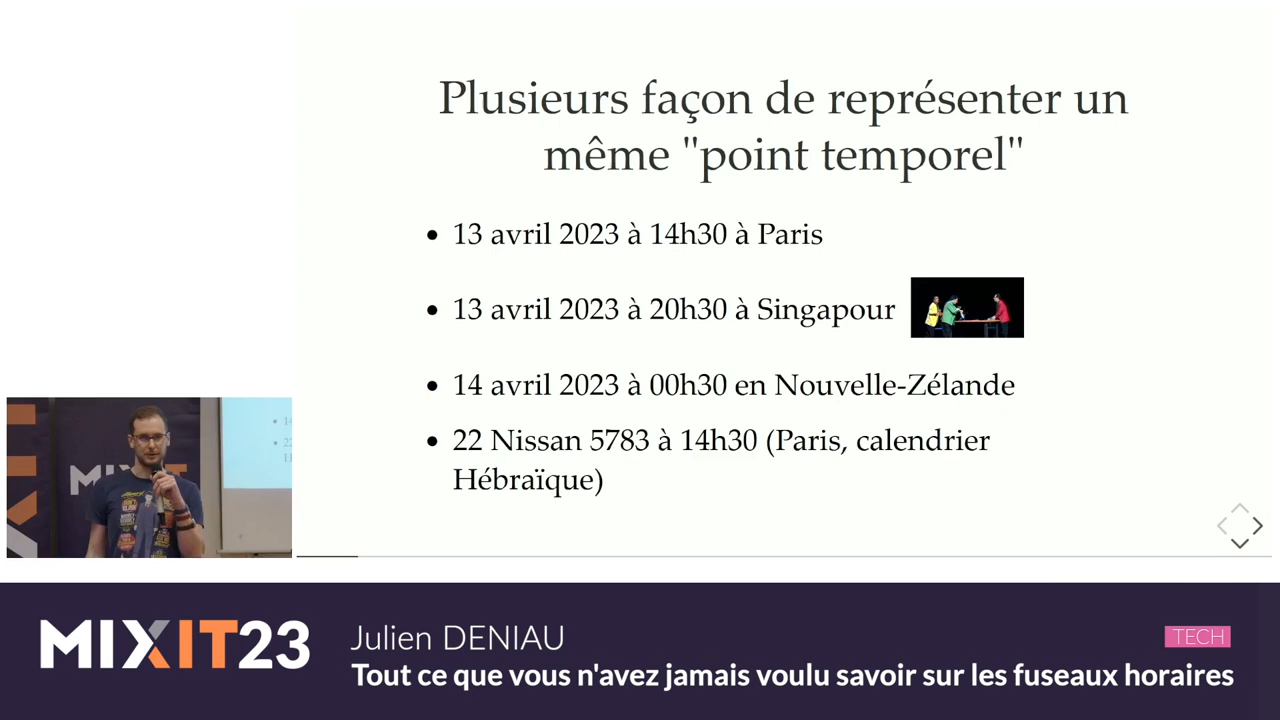 Plusieurs façon de représenter un
même "point temporel"
• 13 avril 2023 à 14h30 à Paris
• 13 avril 2023 à 20h30 à Singapour
• 14 avril 2023 à 00h30 en Nouvelle-Zélande
• 22 Nissan 5783 à 14h30 (Paris, calendrier
Hébraïque)
MIXIT
MIXIT23
Julien DENIAU
TECH
Tout ce que vous n'avez jamais voulu savoir sur les fuseaux horaires